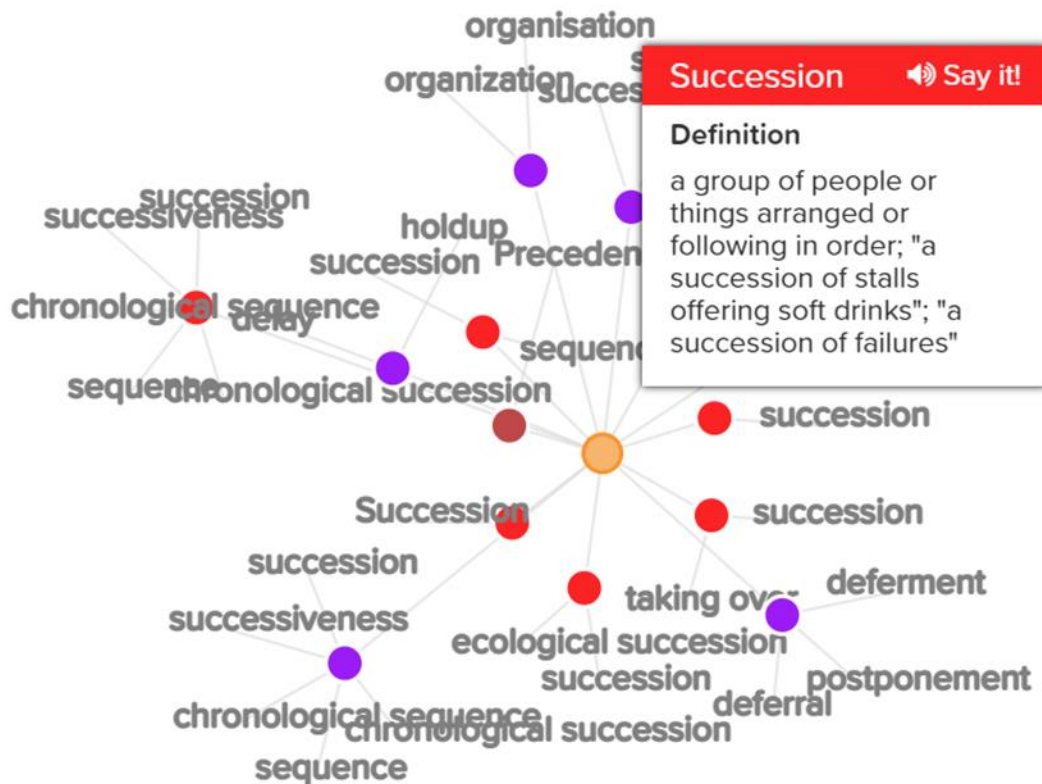 organisation
organization
Succession
Say it!
Definition
a group of people or
things arranged or
following in order; "a
succession of stalls
offering soft drinks"; "a
succession of failures"
succession
successiveness
holdup
succession
chronological sequence
delay
sequence
chronological succession
succession
Succession
succession
succession
taking over
deferment
successiveness
ecological succession
succession
postponement
deferral
chronological sequence
chronological succession
sequence